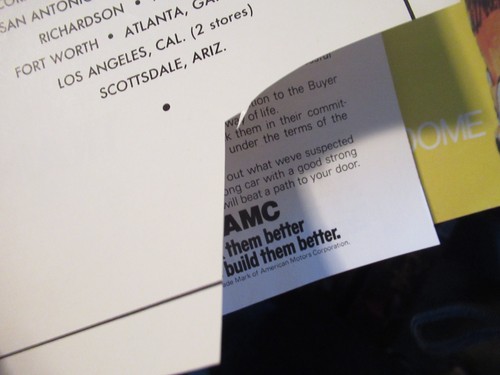 SAN ANTONIO
RICHARDSON •
FORT WORTH • ATLANTA, GA.
LOS ANGELES, CAL. (2 stores)
SCOTTSDALE, ARIZ.
•
tion to the Buyer
way of life.
k them in their commit-
under the terms of the
out what weve suspected
ong car with a good strong
will beat a path to your door.
AMC
them better
build them better.
ade Mark of American Motors Corporation.
OME